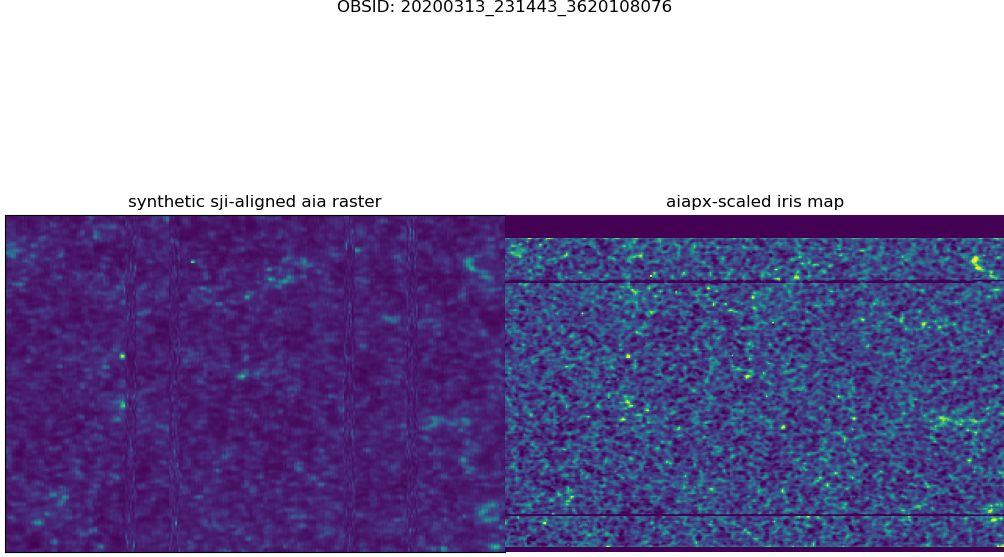 OBSID: 20200313_231443_3620108076
synthetic sji-aligned aia raster
aiapx-scaled iris map